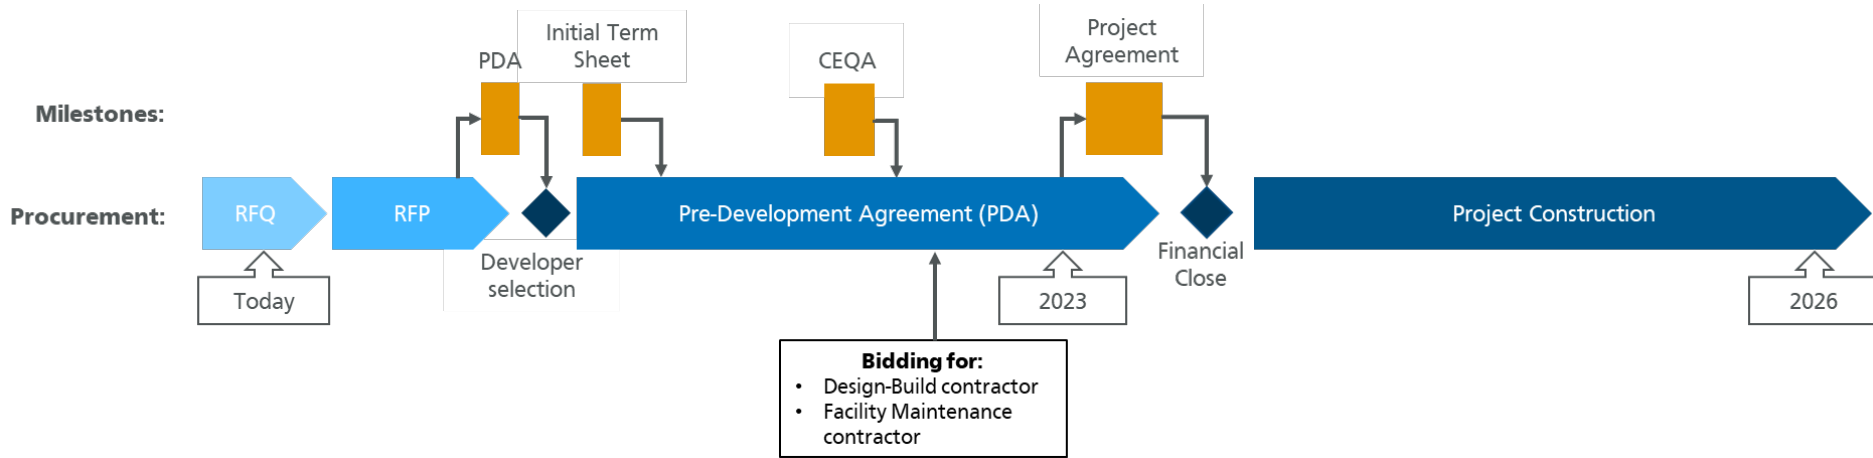 Initial Term
Sheet
PDA
CEQA
Project
Agreement
Milestones:
Procurement:
RFQ
RFP
Pre-Development Agreement (PDA)
Project Construction
Developer
selection
Financial
Close
Today
2023
2026
Bidding for:
• Design-Build contractor
• Facility Maintenance
contractor